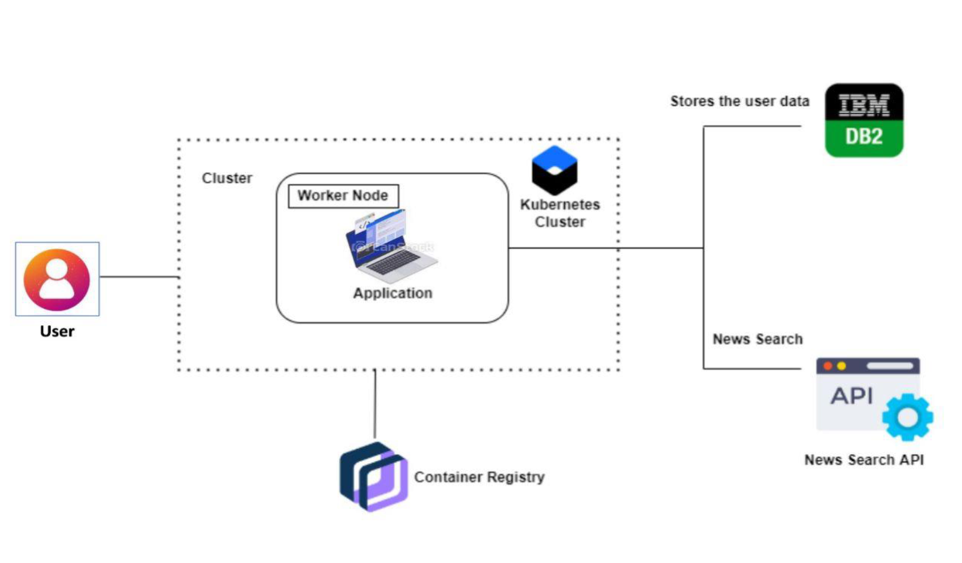 Stores the user data
IBM
DB2
Cluster
Worker Node
Kubernetes
Cluster
Application
User
News Search
API
News Search API
Container Registry